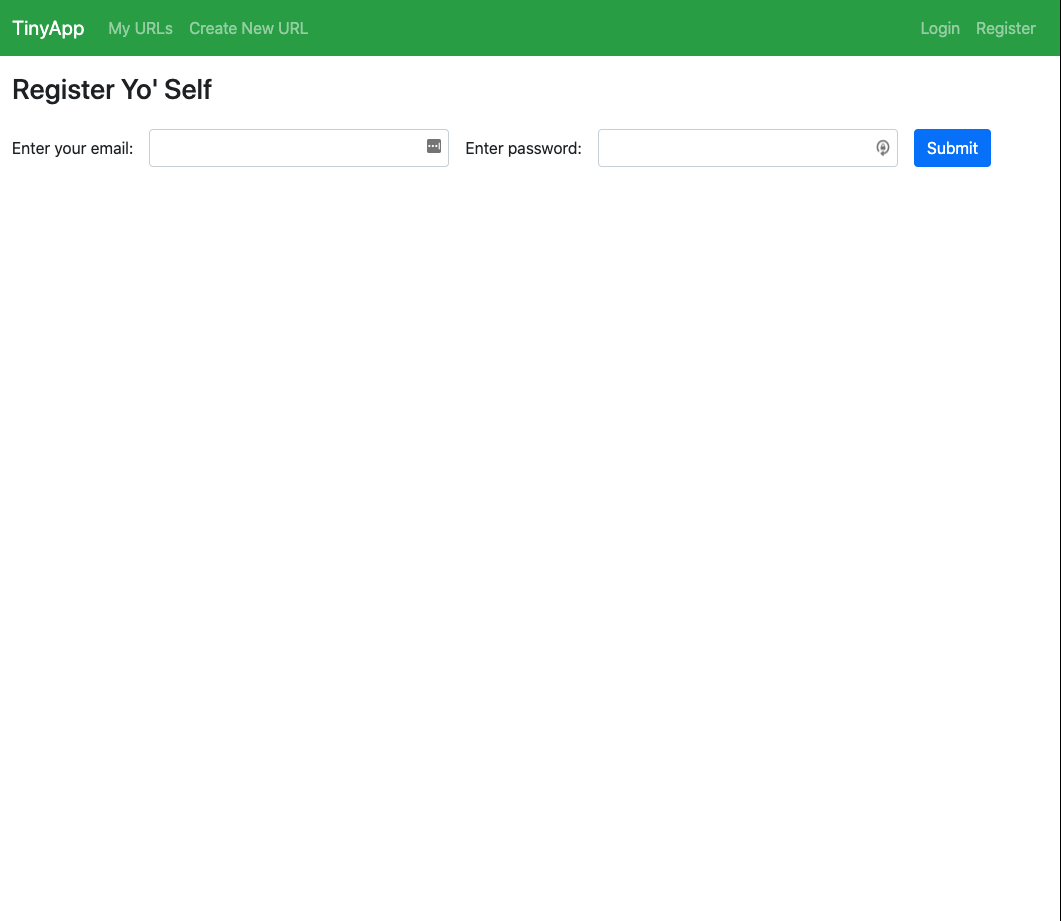 TinyApp My URLs Create New URL Login Register
Register Yo' Self
Enter your email: Enter password: Submit